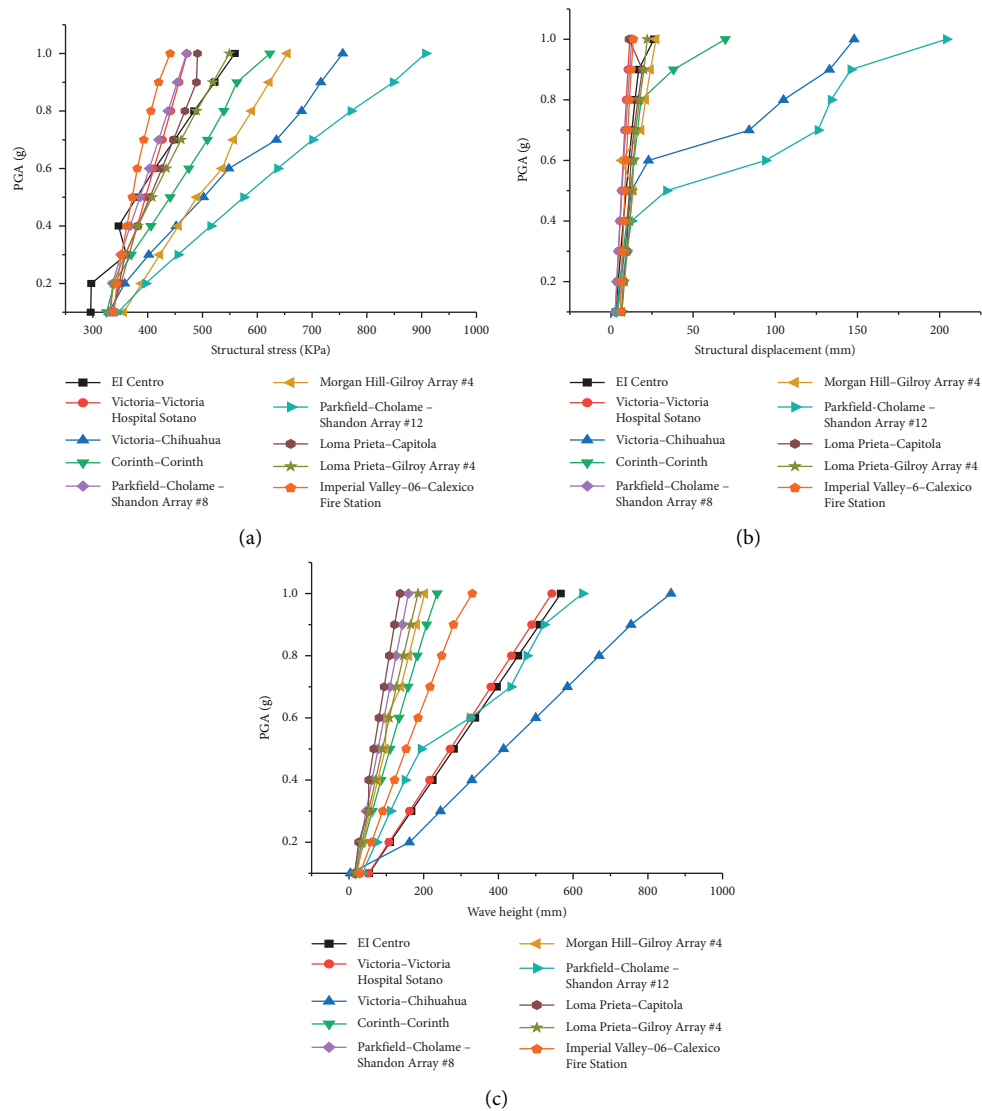 1.0
0.8
0.6
0.4
0.2
PGA (g)
300 400 500 600 700 800 900 1000
Structural stress (KPa)
EI Centro
Victoria–Victoria
Hospital Sotano
Victoria–Chihuahua
Corinth–Corinth
Parkfield–Cholame –
Shandon Array #8
Morgan Hill-Gilroy Array #4
Parkfield–Cholame –
Shandon Array #12
Loma Prieta–Capitola
Loma Prieta-Gilroy Array #4
Imperial Valley–06–Calexico
Fire Station
(a)
1.0
0.8
0.6
0.4
0.2
PGA (g)
0 50 100 150 200
Structural displacement (mm)
EI Centro
Victoria–Victoria
Hospital Sotano
Victoria–Chihuahua
Corinth–Corinth
Parkfield–Cholame –
Shandon Array #8
Morgan Hill–Gilroy Array #4
Parkfield–Cholame –
Shandon Array #12
Loma Prieta–Capitola
Loma Prieta–Gilroy Array #4
Imperial Valley–6–Calexico
Fire Station
(b)
1.0
0.8
0.6
0.4
0.2
PGA (g)
0 200 400 600 800 1000
Wave height (mm)
EI Centro
Victoria–Victoria
Hospital Sotano
Victoria–Chihuahua
Corinth–Corinth
Parkfield–Cholame –
Shandon Array #8
Morgan Hill–Gilroy Array #4
Parkfield–Cholame –
Shandon Array #12
Loma Prieta–Capitola
Loma Prieta–Gilroy Array #4
Imperial Valley–06–Calexico
Fire Station
(c)